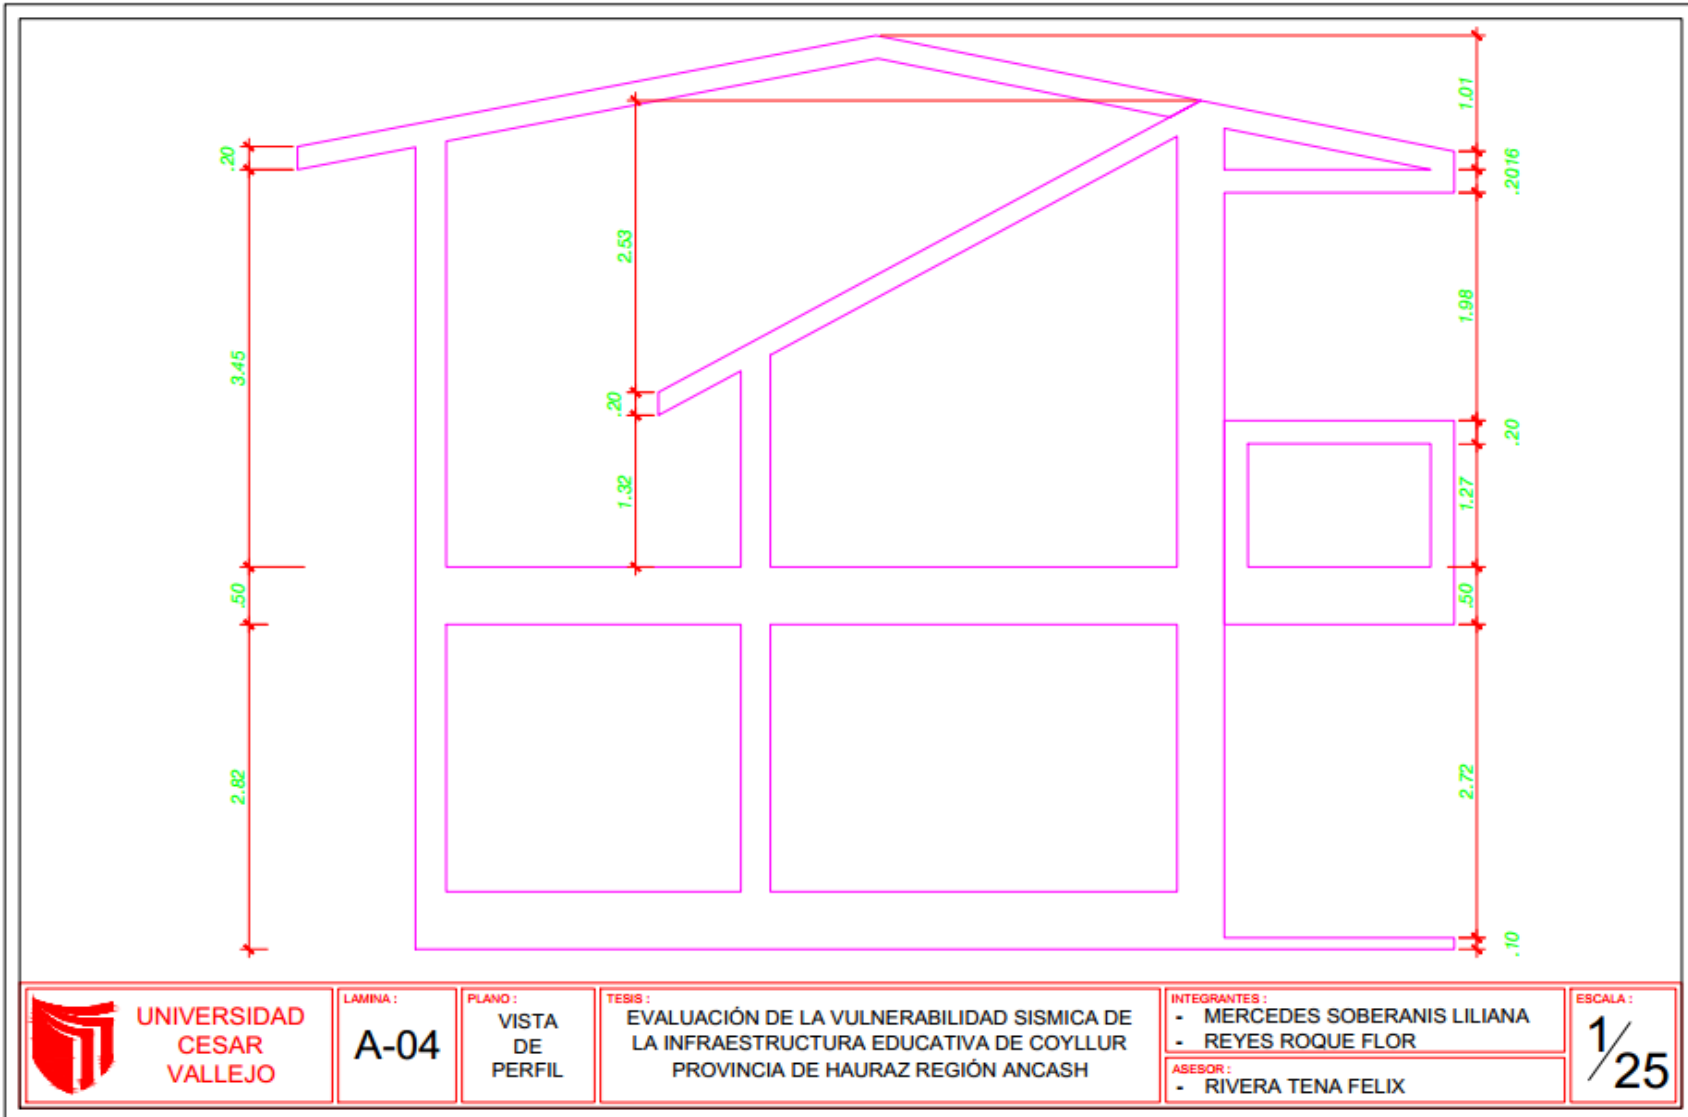 1.01
.20
.2016
2.53
1.98
3.45
.20
.20
1.32
1.27
.50
.50
2.82
2.72
.10
UNIVERSIDAD
CESAR
VALLEJO
LAMINA :
A-04
PLANO :
VISTA
DE
PERFIL
TESIS :
EVALUACIÓN DE LA VULNERABILIDAD SISMICA DE
LA INFRAESTRUCTURA EDUCATIVA DE COYLLUR
PROVINCIA DE HAURAZ REGIÓN ANCASH
INTEGRANTES :
- MERCEDES SOBERANIS LILIANA
- REYES ROQUE FLOR
ASESOR :
- RIVERA TENA FELIX
ESCALA :
1/25